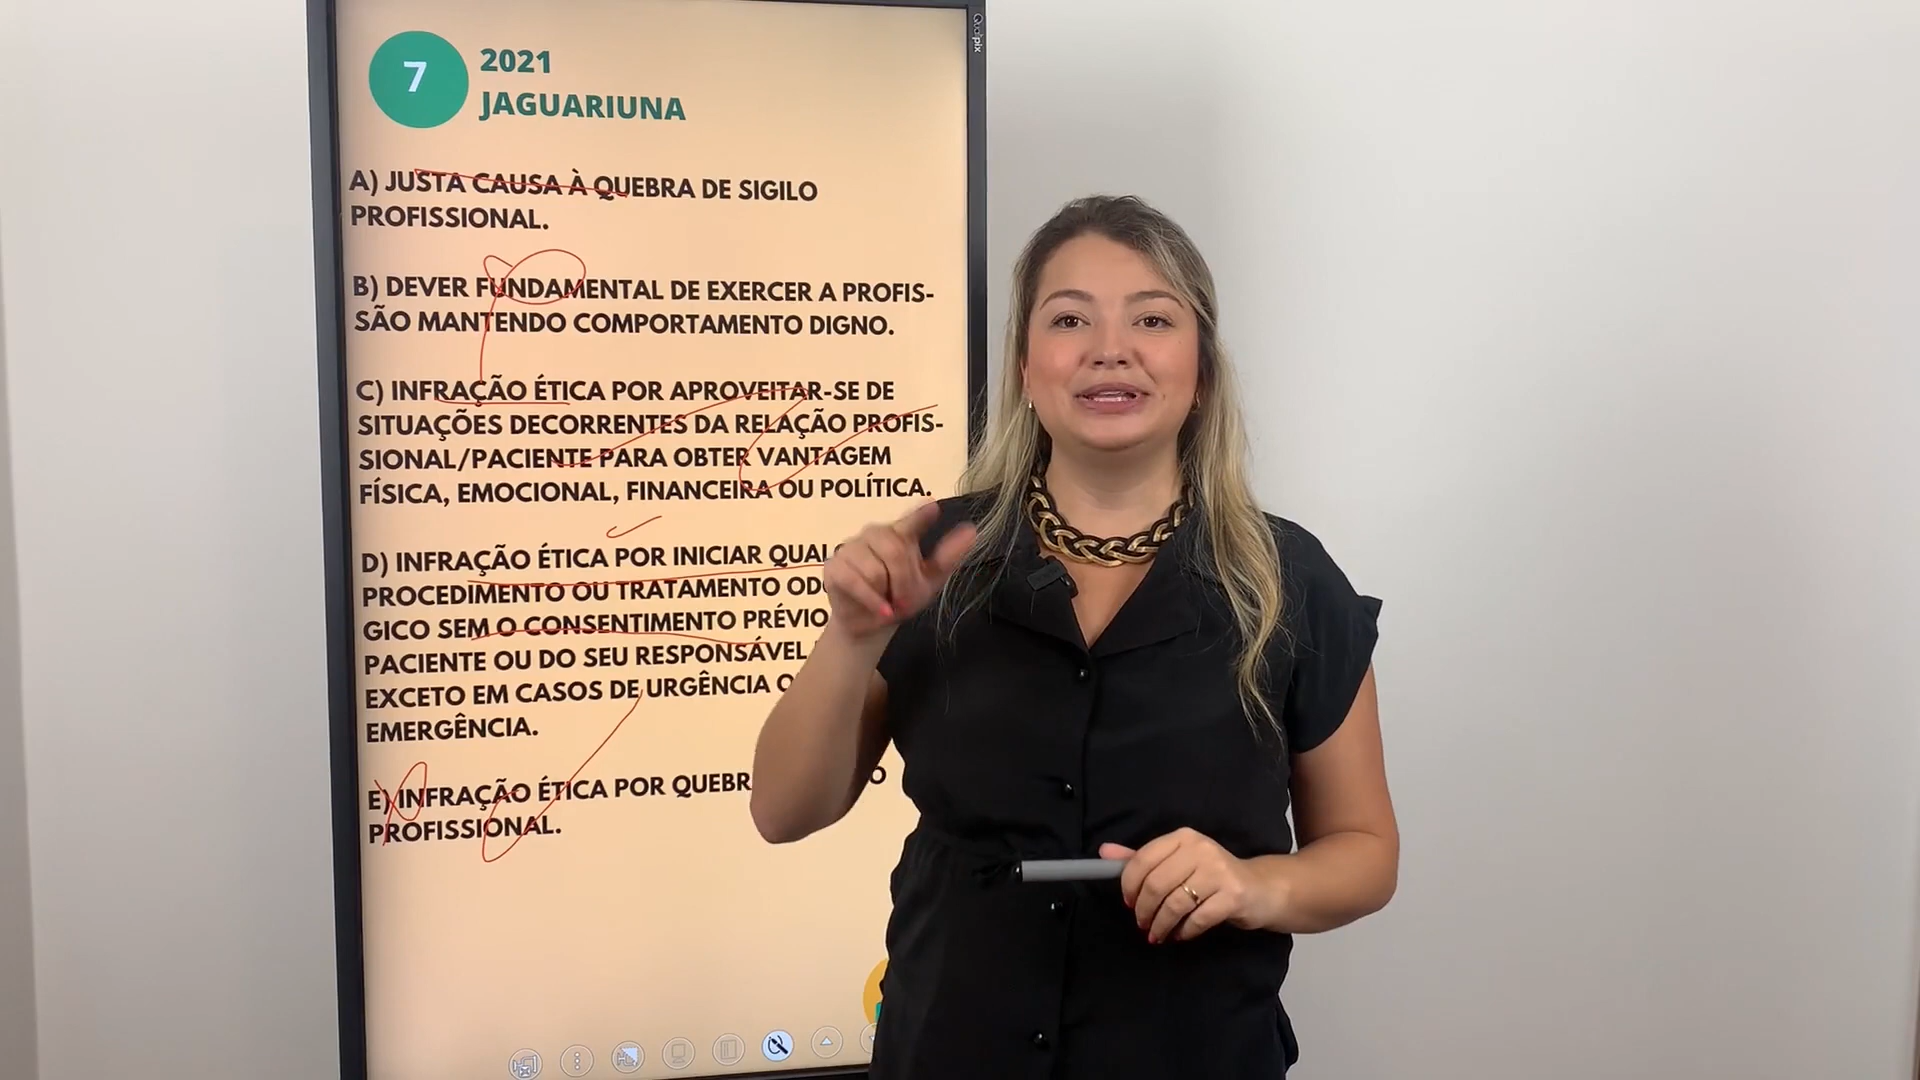 7
2021
JAGUARIUNA
Qualipix
A) JUSTA CAUSA À QUEBRA DE SIGILO
PROFISSIONAL.
B) DEVER FUNDAMENTAL DE EXERCER A PROFIS-
SÃO MANTENDO COMPORTAMENTO DIGNO.
C) INFRAÇÃO ÉTICA POR APROVEITAR-SE DE
SITUAÇÕES DECORRENTES DA RELAÇÃO PROFIS-
SIONAL/PACIENTE PARA OBTER VANTAGEM
FÍSICA, EMOCIONAL, FINANCEIRA OU POLÍTICA.
D) INFRAÇÃO ÉTICA POR INICIAR
PROCEDIMENTO OU TRATAMENTO
GICO SEM O CONSENTIMENTO PRÉVIO
PACIENTE OU DO SEU RESPONSÁVEL
EXCETO EM CASOS DE URGÊNCIA
EMERGÊNCIA.
E) INFRAÇÃO ÉTICA POR
PROFISSIONAL.